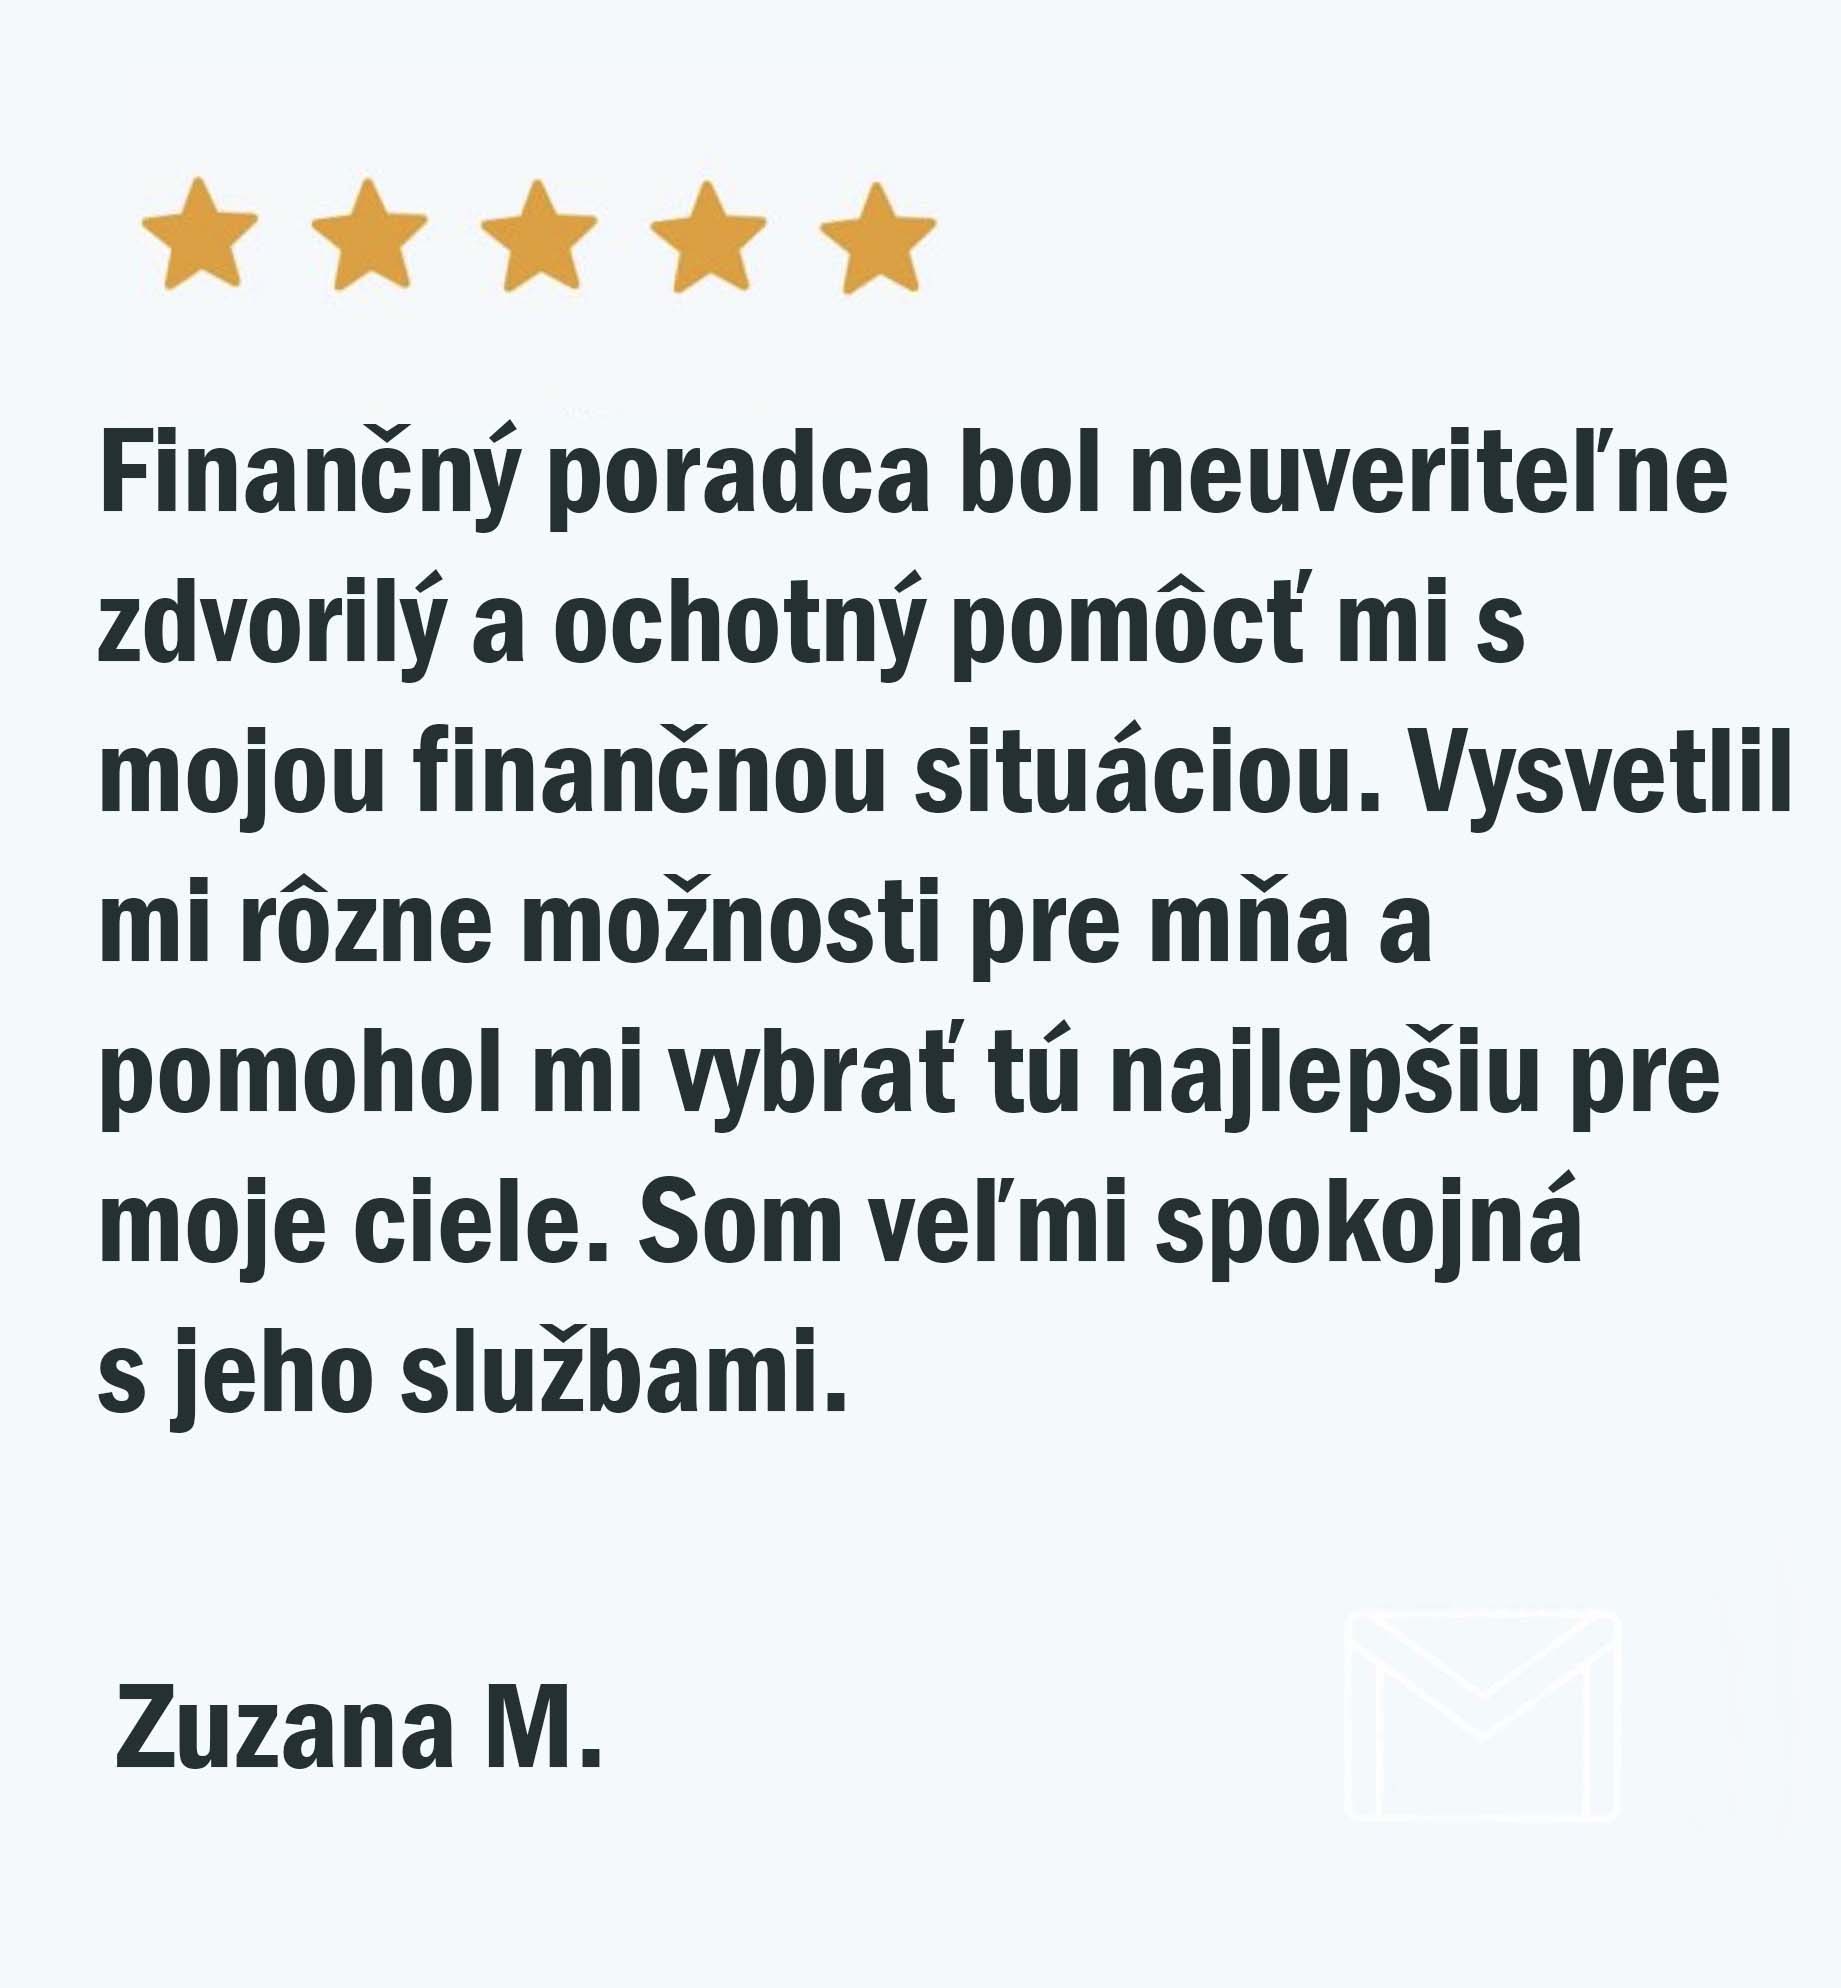 Finančný poradca bol neuveriteľne
zdvorilý a ochotný pomôcť mi s
mojou finančnou situáciou. Vysvetlil
mi rôzne možnosti pre mňa a
pomohol mi vybrať tú najlepšiu pre
moje ciele. Som veľmi spokojná
s jeho službami.
Zuzana M.